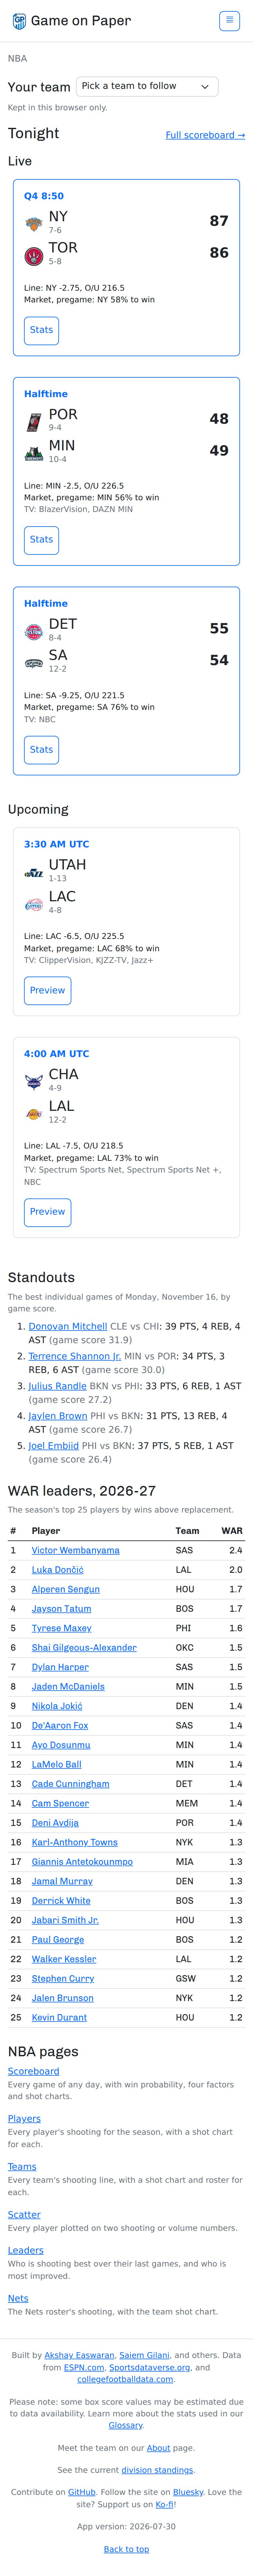 Game on Paper
NBA
Your team
Pick a team to follow
Kept in this browser only.
Tonight
Full scoreboard →
Live
Q4 8:50
NY
7-6
87
TOR
5-8
86
Line: NY -2.75, O/U 216.5
Market, pregame: NY 58% to win
Stats
Halftime
POR
9-4
48
MIN
10-4
49
Line: MIN -2.5, O/U 226.5
Market, pregame: MIN 56% to win
TV: BlazerVision, DAZN MIN
Stats
Halftime
DET
8-4
55
SA
12-2
54
Line: SA -9.25, O/U 221.5
Market, pregame: SA 76% to win
TV: NBC
Stats
Upcoming
3:30 AM UTC
UTAH
1-13
LAC
4-8
Line: LAC -6.5, O/U 225.5
Market, pregame: LAC 68% to win
TV: ClipperVision, KJZZ-TV, Jazz+
Preview
4:00 AM UTC
CHA
4-9
LAL
12-2
Line: LAL -7.5, O/U 218.5
Market, pregame: LAL 73% to win
TV: Spectrum Sports Net, Spectrum Sports Net +,
NBC
Preview
Standouts
The best individual games of Monday, November 16, by
game score.
1. Donovan Mitchell CLE vs CHI: 39 PTS, 4 REB, 4
AST (game score 31.9)
2. Terrence Shannon Jr. MIN vs POR: 34 PTS, 3
REB, 6 AST (game score 30.0)
3. Julius Randle BKN vs PHI: 33 PTS, 6 REB, 1 AST
(game score 27.2)
4. Jaylen Brown PHI vs BKN: 31 PTS, 13 REB, 4
AST (game score 26.7)
5. Joel Embiid PHI vs BKN: 37 PTS, 5 REB, 1 AST
(game score 26.4)
WAR leaders, 2026-27
The season's top 25 players by wins above replacement.
# Player Team WAR
1 Victor Wembanyama SAS 2.4
2 Luka Dončić LAL 2.0
3 Alperen Sengun HOU 1.7
4 Jayson Tatum BOS 1.7
5 Tyrese Maxey PHI 1.6
6 Shai Gilgeous-Alexander OKC 1.5
7 Dylan Harper SAS 1.5
8 Jaden McDaniels MIN 1.5
9 Nikola Jokić DEN 1.4
10 De'Aaron Fox SAS 1.4
11 Ayo Dosunmu MIN 1.4
12 LaMelo Ball MIN 1.4
13 Cade Cunningham DET 1.4
14 Cam Spencer MEM 1.4
15 Deni Avdija POR 1.4
16 Karl-Anthony Towns NYK 1.3
17 Giannis Antetokounmpo MIA 1.3
18 Jamal Murray DEN 1.3
19 Derrick White BOS 1.3
20 Jabari Smith Jr. HOU 1.3
21 Paul George BOS 1.2
22 Walker Kessler LAL 1.2
23 Stephen Curry GSW 1.2
24 Jalen Brunson NYK 1.2
25 Kevin Durant HOU 1.2
NBA pages
Scoreboard
Every game of any day, with win probability, four factors
and shot charts.
Players
Every player's shooting for the season, with a shot chart
for each.
Teams
Every team's shooting line, with a shot chart and roster for
each.
Scatter
Every player plotted on two shooting or volume numbers.
Leaders
Who is shooting best over their last games, and who is
most improved.
Nets
The Nets roster's shooting, with the team shot chart.
Built by Akshay Easwaran, Saiem Gilani, and others. Data
from ESPN.com, Sportsdataverse.org, and
collegefootballdata.com.
Please note: some box score values may be estimated due
to data availability. Learn more about the stats used in our
Glossary.
Meet the team on our About page.
See the current division standings.
Contribute on GitHub. Follow the site on Bluesky. Love the
site? Support us on Ko-fi!
App version: 2026-07-30
Back to top